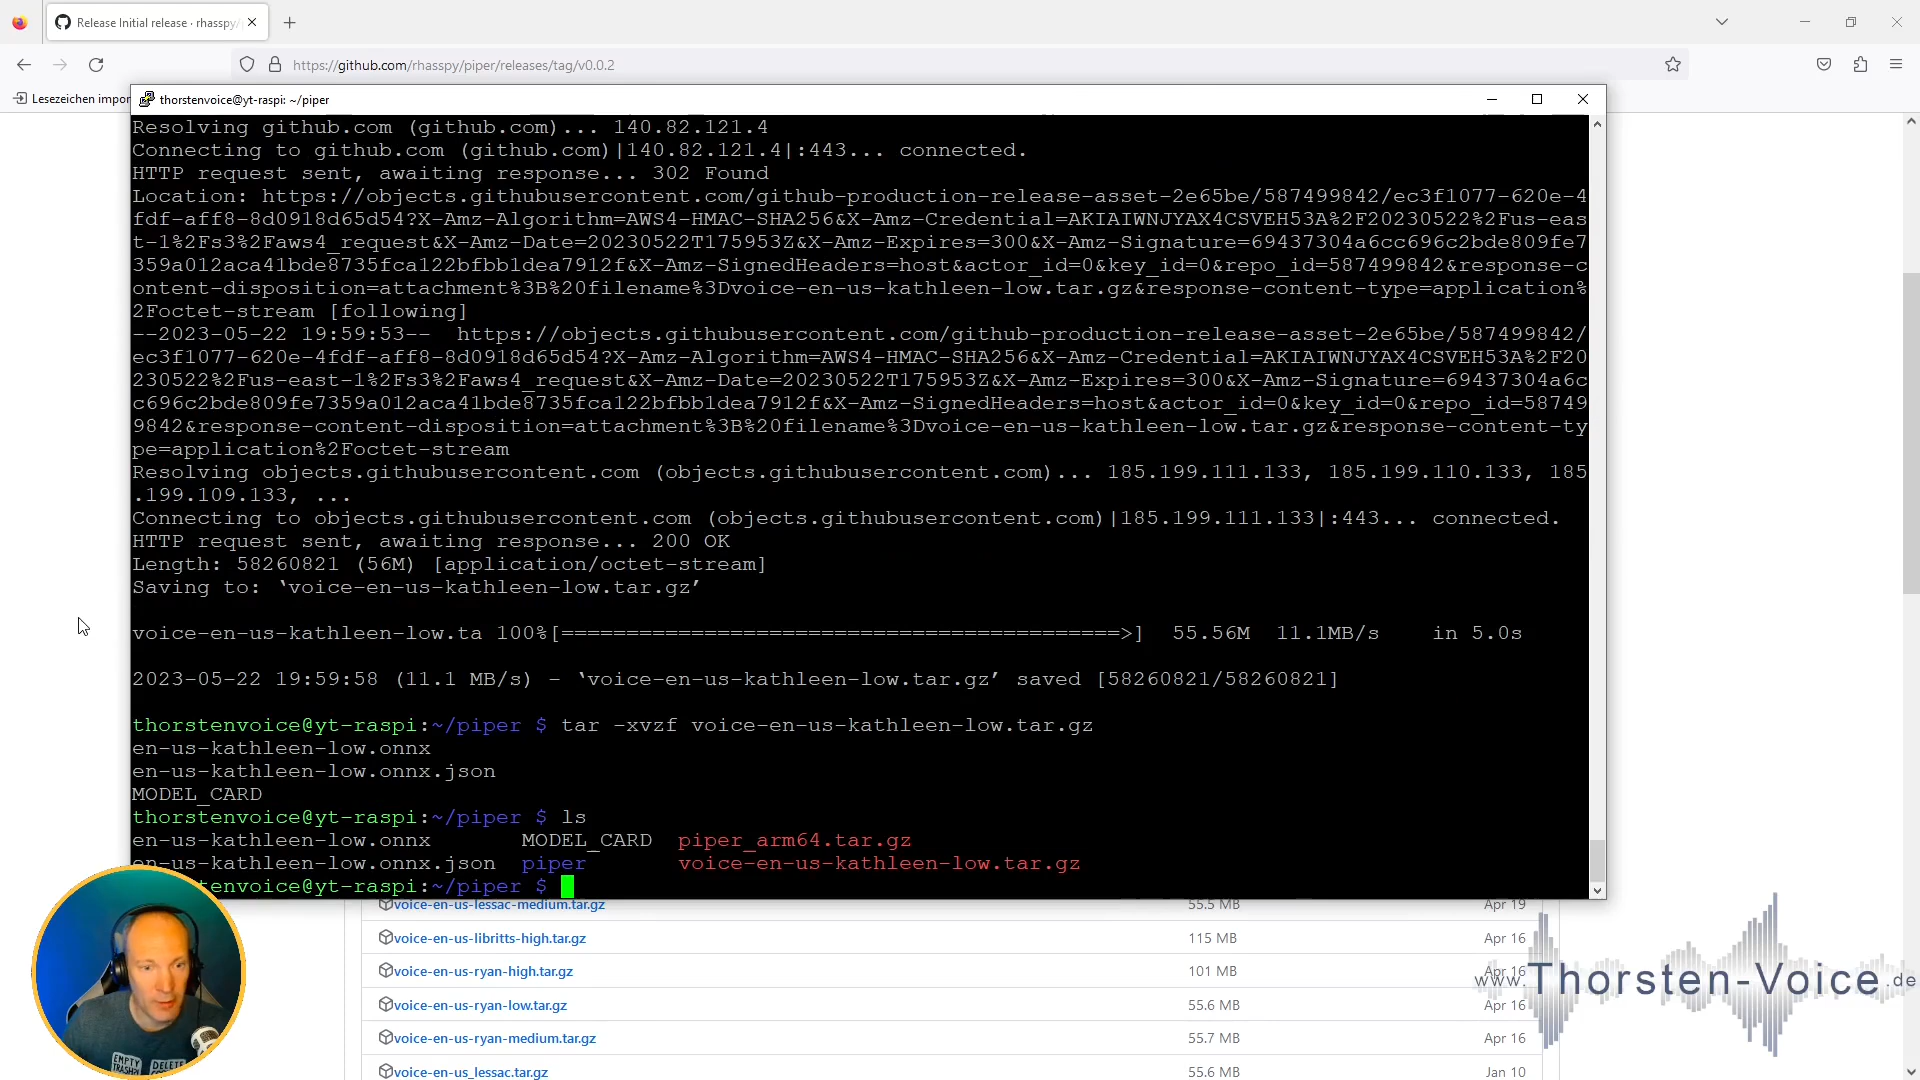 Release Initial release · rhasspy/
https://github.com/rhasspy/piper/releases/tag/v0.0.2
Lesezeichen impor
thorstenvoice@yt-raspi: ~/piper
Resolving github.com (github.com)... 140.82.121.4
Connecting to github.com (github.com)|140.82.121.4|:443... connected.
HTTP request sent, awaiting response... 302 Found
Location: https://objects.githubusercontent.com/github-production-release-asset-2e65be/587499842/ec3f1077-620e-4
fdf-aff8-8d0918d65d54?X-Amz-Algorithm=AWS4-HMAC-SHA256&X-Amz-Credential=AKIAIWNJYAX4CSVEH53A%2F20230522%2Fus-eas
t-1%2Fs3%2Faws4_request&X-Amz-Date=20230522T175953Z&X-Amz-Expires=300&X-Amz-Signature=69437304a6cc696c2bde809fe7
359a012aca41bde8735fca122bfbb1dea7912f&X-Amz-SignedHeaders=host&actor_id=0&key_id=0&repo_id=587499842&response-c
ontent-disposition=attachment%3B%20filename%3Dvoice-en-us-kathleen-low.tar.gz&response-content-type=application%
2Foctet-stream [following]
--2023-05-22 19:59:53--  https://objects.githubusercontent.com/github-production-release-asset-2e65be/587499842/
ec3f1077-620e-4fdf-aff8-8d0918d65d54?X-Amz-Algorithm=AWS4-HMAC-SHA256&X-Amz-Credential=AKIAIWNJYAX4CSVEH53A%2F20
230522%2Fus-east-1%2Fs3%2Faws4_request&X-Amz-Date=20230522T175953Z&X-Amz-Expires=300&X-Amz-Signature=69437304a6c
c696c2bde809fe7359a012aca41bde8735fca122bfbb1dea7912f&X-Amz-SignedHeaders=host&actor_id=0&key_id=0&repo_id=58749
9842&response-content-disposition=attachment%3B%20filename%3Dvoice-en-us-kathleen-low.tar.gz&response-content-ty
pe=application%2Foctet-stream
Resolving objects.githubusercontent.com (objects.githubusercontent.com)... 185.199.111.133, 185.199.110.133, 185
.199.109.133, ...
Connecting to objects.githubusercontent.com (objects.githubusercontent.com)|185.199.111.133|:443... connected.
HTTP request sent, awaiting response... 200 OK
Length: 58260821 (56M) [application/octet-stream]
Saving to: ‘voice-en-us-kathleen-low.tar.gz’
voice-en-us-kathleen-low.ta 100%[===========================================>]  55.56M  11.1MB/s    in 5.0s
2023-05-22 19:59:58 (11.1 MB/s) - ‘voice-en-us-kathleen-low.tar.gz’ saved [58260821/58260821]
thorstenvoice@yt-raspi:~/piper $ tar -xvzf voice-en-us-kathleen-low.tar.gz
en-us-kathleen-low.onnx
en-us-kathleen-low.onnx.json
MODEL_CARD
thorstenvoice@yt-raspi:~/piper $ ls
en-us-kathleen-low.onnx       MODEL_CARD  piper_arm64.tar.gz
en-us-kathleen-low.onnx.json  piper       voice-en-us-kathleen-low.tar.gz
stenvoice@yt-raspi:~/piper $
voice-en-us-lessac-medium.tar.gz 55.5 MB Apr 19
voice-en-us-libritts-high.tar.gz 115 MB Apr 16
voice-en-us-ryan-high.tar.gz 101 MB Apr 16
voice-en-us-ryan-low.tar.gz 55.6 MB Apr 16
voice-en-us-ryan-medium.tar.gz 55.7 MB Apr 16
voice-en-us_lessac.tar.gz 55.6 MB Jan 10
www.Thorsten-Voice.de
EMPTY TRASH DELETE